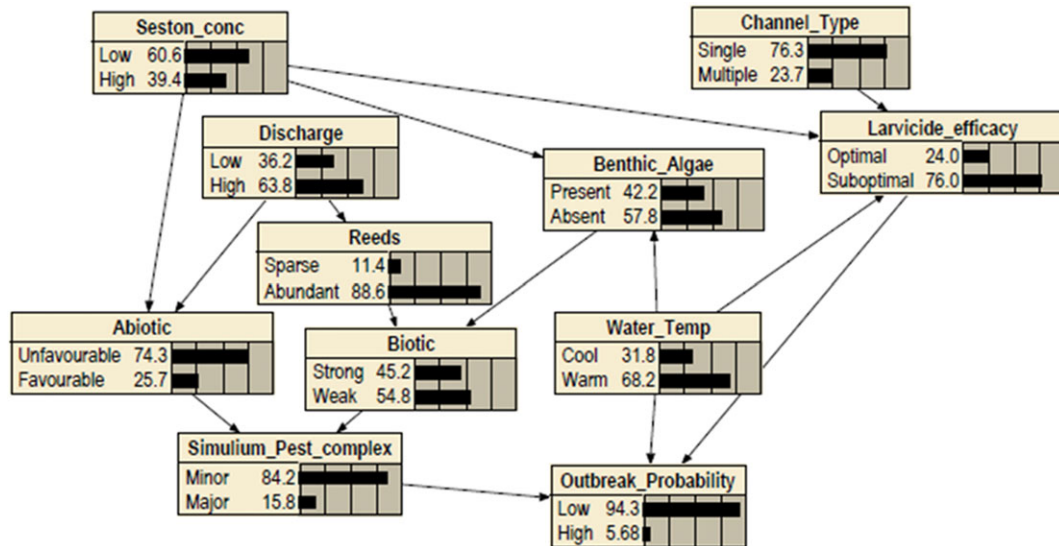 Seston_conc
Low 60.6
High 39.4
Channel_Type
Single 76.3
Multiple 23.7
Discharge
Low 36.2
High 63.8
Larvicide_efficacy
Optimal 24.0
Suboptimal 76.0
Benthic_Algae
Present 42.2
Absent 57.8
Reeds
Sparse 11.4
Abundant 88.6
Abiotic
Unfavourable 74.3
Favourable 25.7
Biotic
Strong 45.2
Weak 54.8
Water_Temp
Cool 31.8
Warm 68.2
Simulium_Pest_complex
Minor 84.2
Major 15.8
Outbreak_Probability
Low 94.3
High 5.68